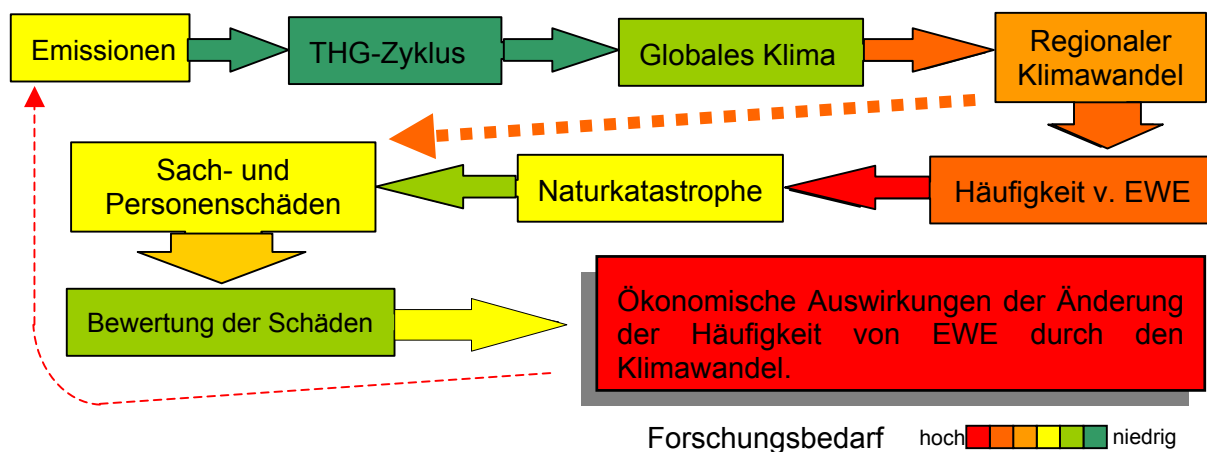 Emissionen
THG-Zyklus
Globales Klima
Regionaler
Klimawandel
Sach- und
Personenschäden
Naturkatastrophe
Häufigkeit v. EWE
Bewertung der Schäden
Ökonomische Auswirkungen der Änderung
der Häufigkeit von EWE durch den
Klimawandel.
Forschungsbedarf hoch niedrig